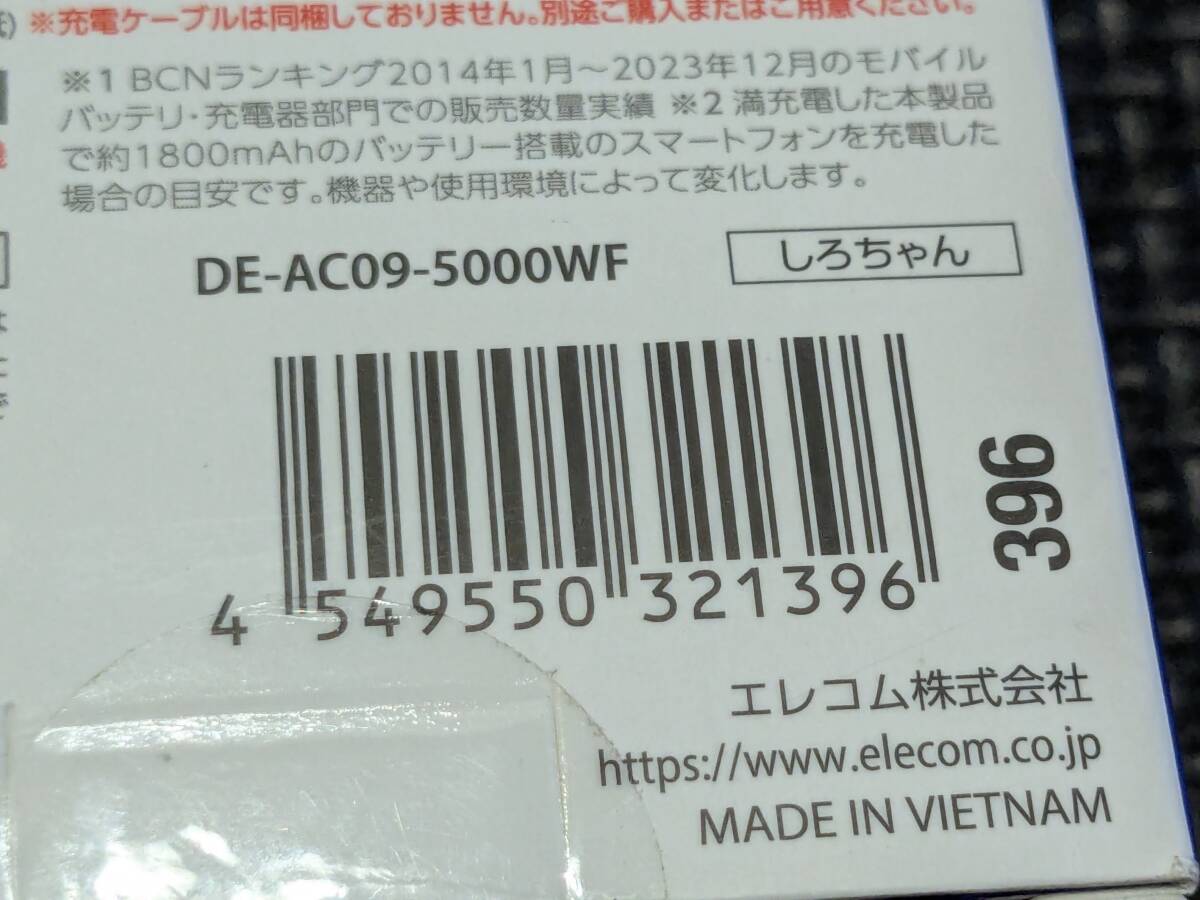 ※充電ケーブルは同梱しておりません。別途ご購入またはご用意ください。
※1 BCNランキング2014年1月～2023年12月のモバイル
バッテリ・充電器部門での販売数量実績 ※2 満充電した本製品
で約1800mAhのバッテリー搭載のスマートフォンを充電した
場合の目安です。機器や使用環境によって変化します。
DE-AC09-5000WF
しろちゃん
4 549550 321396
396
エレコム株式会社
https://www.elecom.co.jp
MADE IN VIETNAM